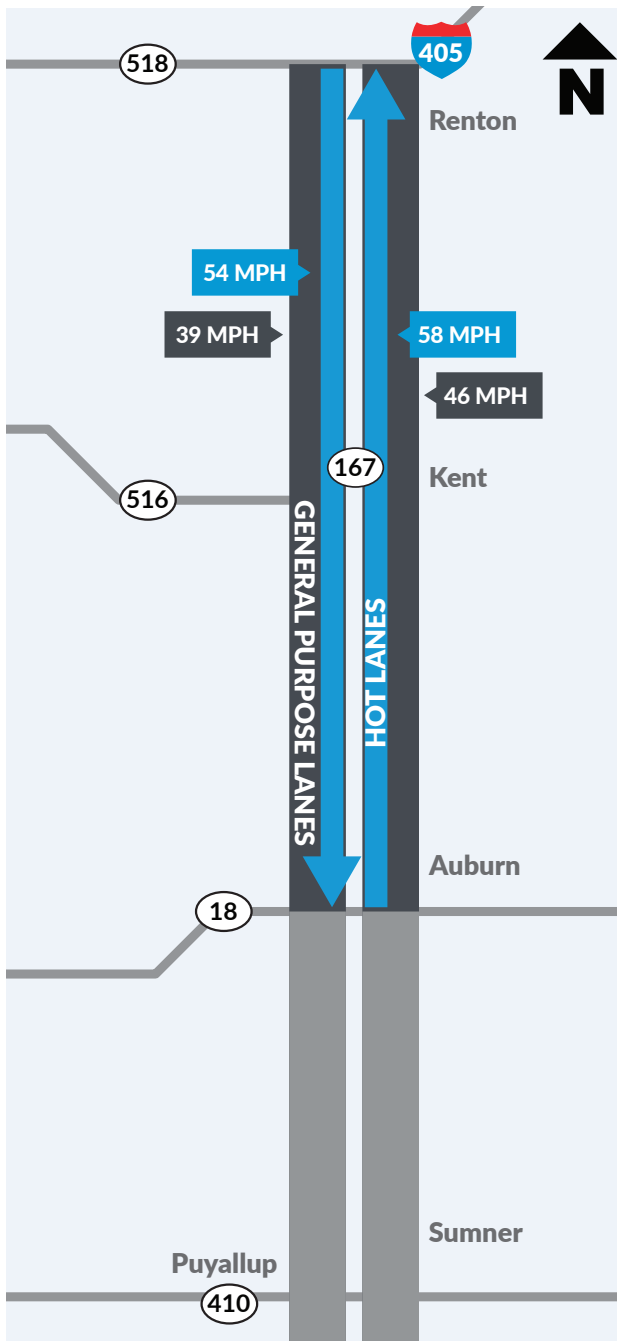 405
518
N
Renton
54 MPH
39 MPH
58 MPH
46 MPH
167
Kent
516
GENERAL PURPOSE LANES
HOT LANES
Auburn
18
Sumner
Puyallup
410